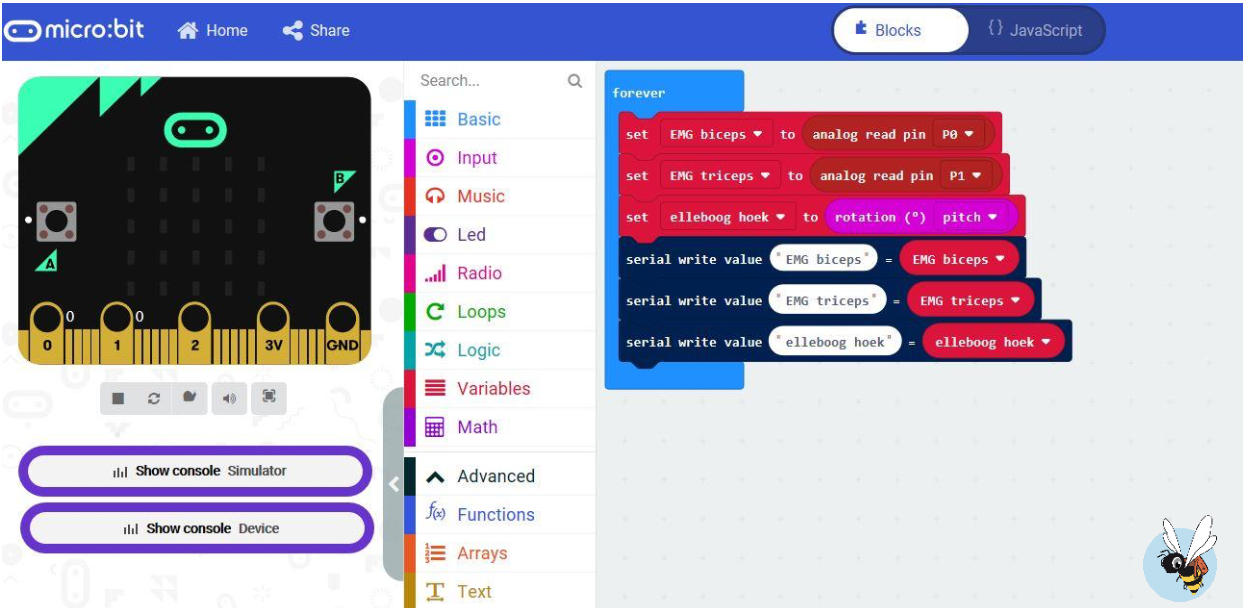 micro:bit Home Share Blocks {} JavaScript
Search...
Basic
Input
Music
Led
Radio
Loops
Logic
Variables
Math
Advanced
f(x) Functions
Arrays
Text
B
A
0 0
0 1 2 3V GND
Show console Simulator
Show console Device
forever
set EMG biceps to analog read pin P0
set EMG triceps to analog read pin P1
set elleboog hoek to rotation (°) pitch
serial write value "EMG biceps" = EMG biceps
serial write value "EMG triceps" = EMG triceps
serial write value "elleboog hoek" = elleboog hoek